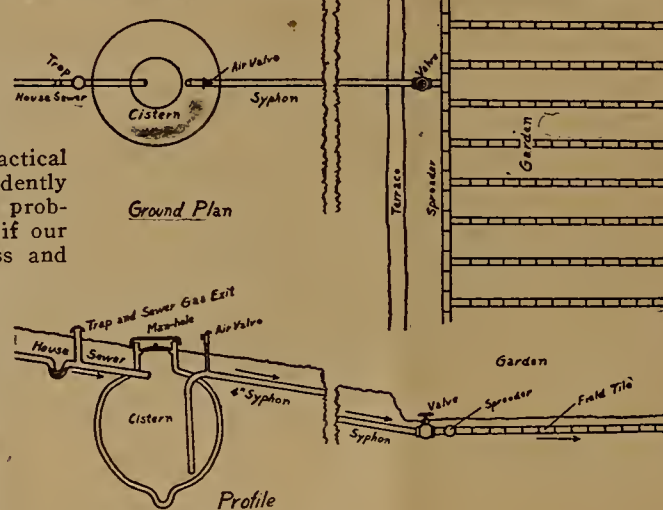 Trap
House Sewer
Cistern
Air Valve
Syphon
Valve
Terrace
Spreader
Garden
Ground Plan
actical
dently
prob-
if our
ss and
Trap and Sewer Gas Exit
Man-hole
Air Valve
House Sewer
Cistern
4" Syphon
Syphon
Valve
Spreader
Field Tile
Garden
Profile